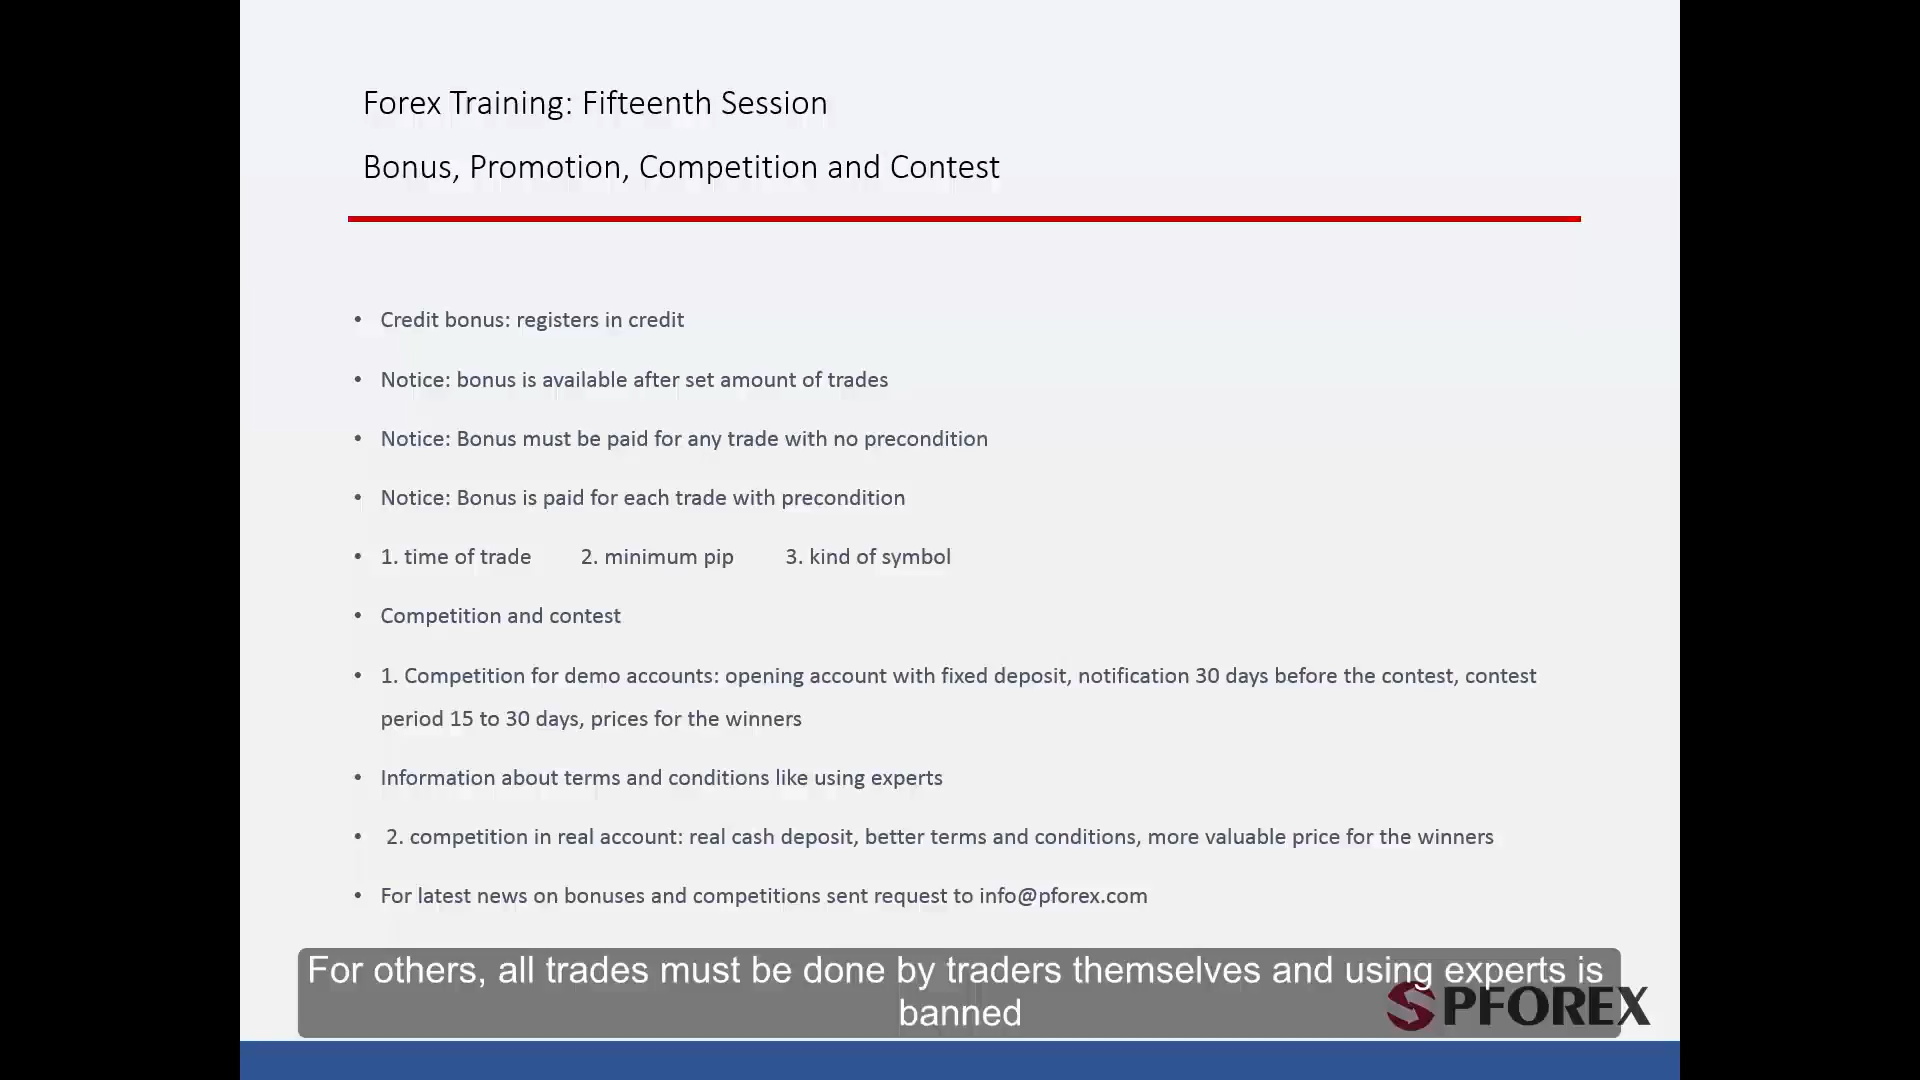 Forex Training: Fifteenth Session
Bonus, Promotion, Competition and Contest
• Credit bonus: registers in credit
• Notice: bonus is available after set amount of trades
• Notice: Bonus must be paid for any trade with no precondition
• Notice: Bonus is paid for each trade with precondition
• 1. time of trade 2. minimum pip 3. kind of symbol
• Competition and contest
• 1. Competition for demo accounts: opening account with fixed deposit, notification 30 days before the contest, contest
period 15 to 30 days, prices for the winners
• Information about terms and conditions like using experts
• 2. competition in real account: real cash deposit, better terms and conditions, more valuable price for the winners
• For latest news on bonuses and competitions sent request to info@pforex.com
For others, all trades must be done by traders themselves and using experts is
banned
PFOREX